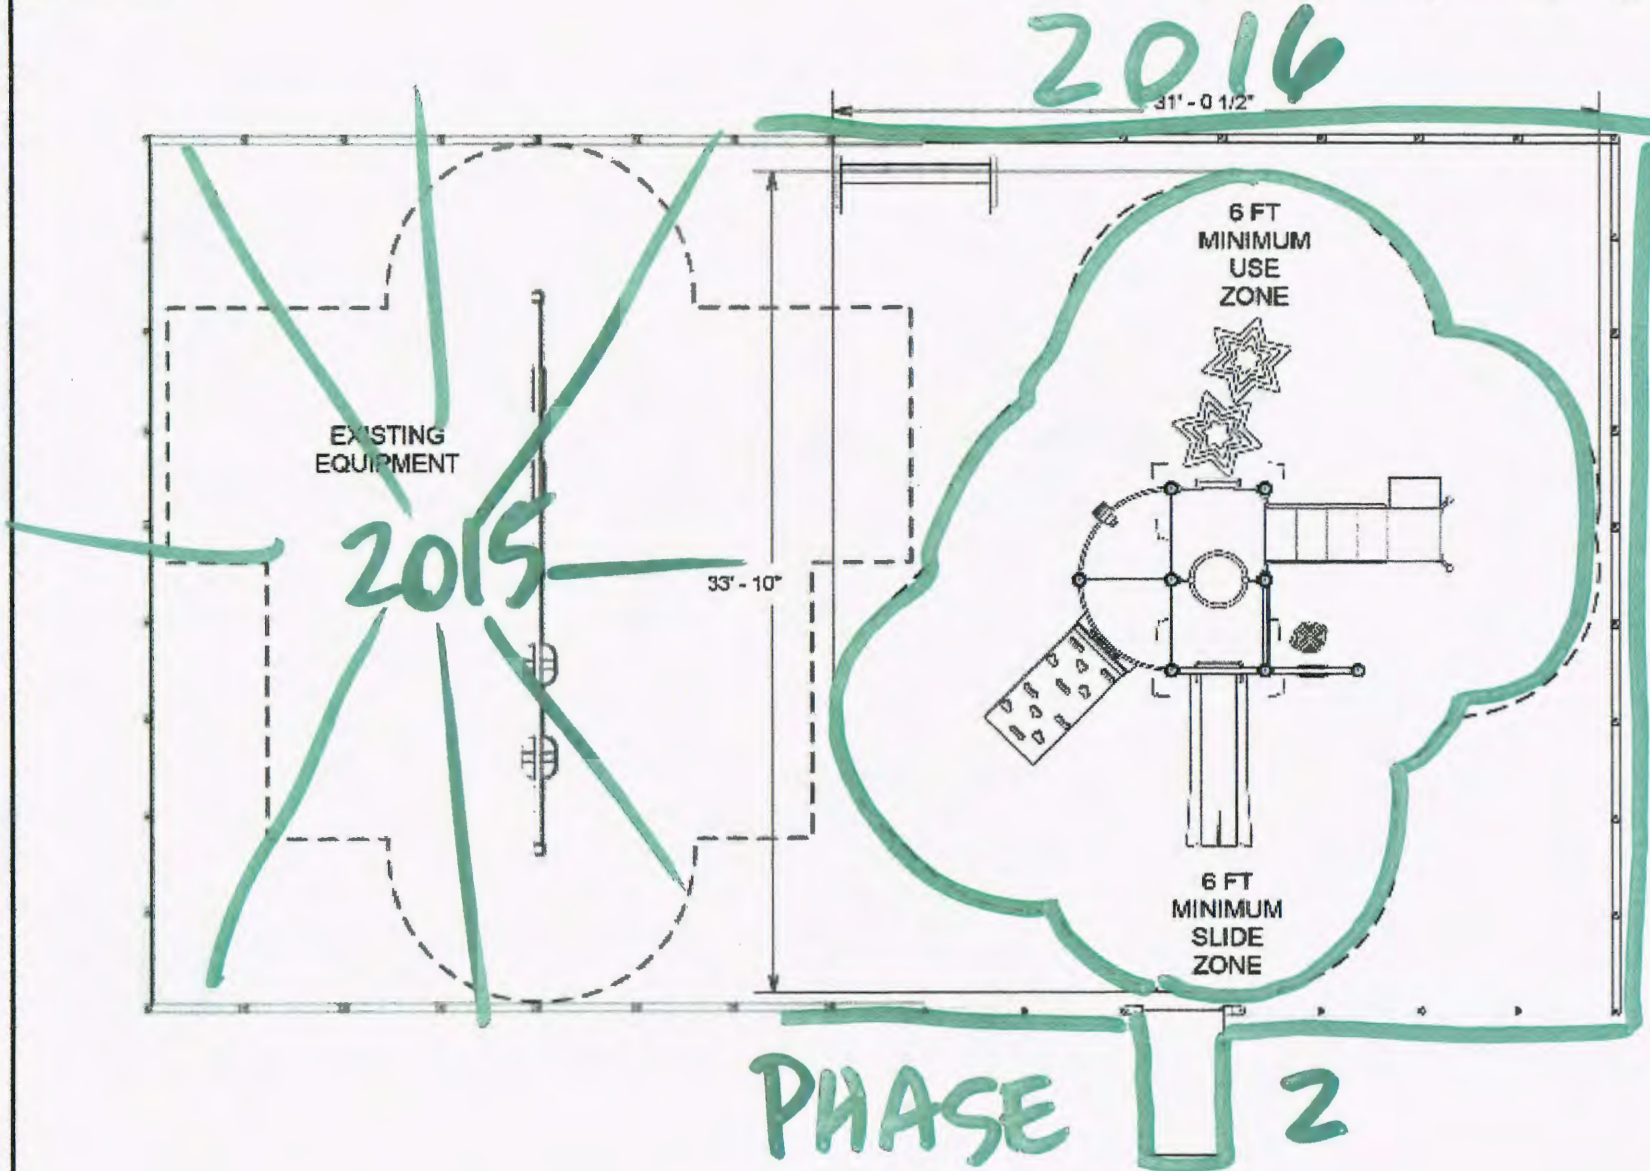 2016
31' - 0 1/2"
6 FT
MINIMUM
USE
ZONE
EXISTING
EQUIPMENT
2015
33' - 10"
6 FT
MINIMUM
SLIDE
ZONE
PHASE 2